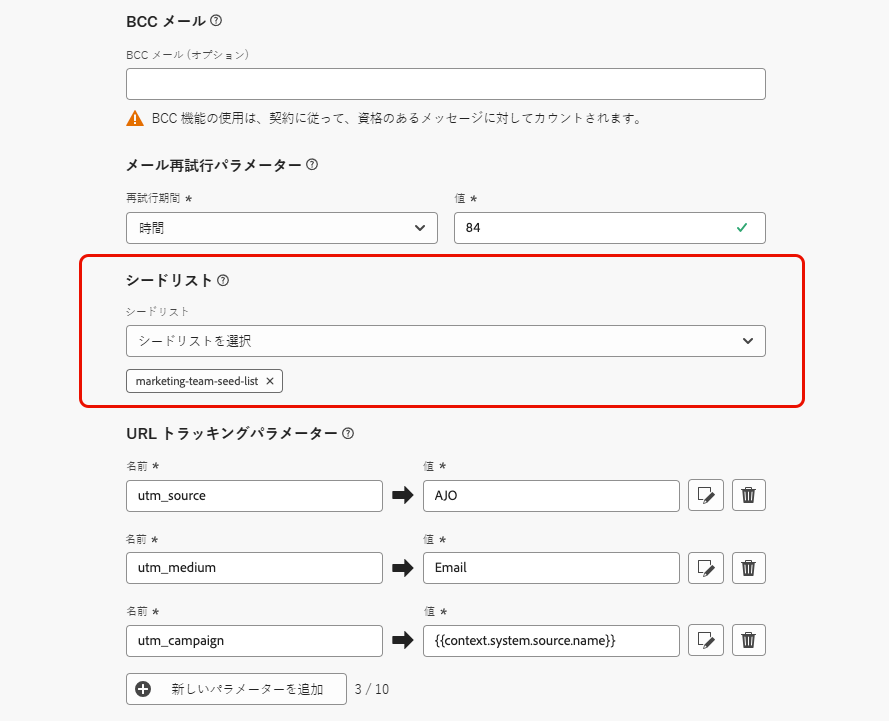 BCC メール
BCC メール (オプション)
BCC 機能の使用は、契約に従って、資格のあるメッセージに対してカウントされます。
メール再試行パラメーター
再試行期間 * 値 *
時間 84
シードリスト
シードリスト
シードリストを選択
marketing-team-seed-list ×
URL トラッキングパラメーター
名前 * 値 *
utm_source AJO
名前 * 値 *
utm_medium Email
名前 * 値 *
utm_campaign {{context.system.source.name}}
新しいパラメーターを追加 3 / 10